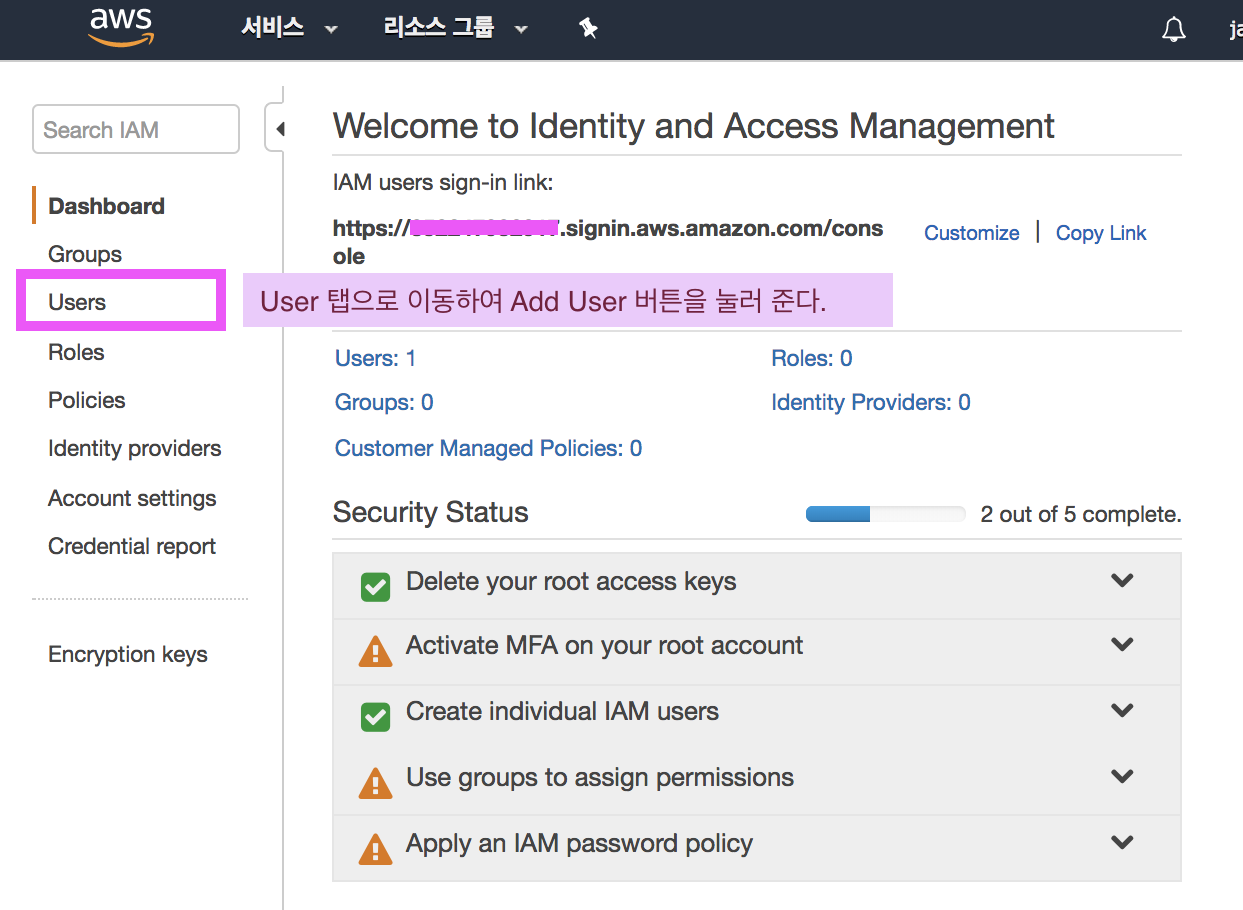 aws
서비스
리소스 그룹
Search IAM
Dashboard
Groups
Users
Roles
Policies
Identity providers
Account settings
Credential report
Encryption keys
Welcome to Identity and Access Management
IAM users sign-in link:
https://
.signin.aws.amazon.com/cons
ole
Customize | Copy Link
User 탭으로 이동하여 Add User 버튼을 눌러 준다.
Users: 1
Roles: 0
Groups: 0
Identity Providers: 0
Customer Managed Policies: 0
Security Status
2 out of 5 complete.
Delete your root access keys
Activate MFA on your root account
Create individual IAM users
Use groups to assign permissions
Apply an IAM password policy